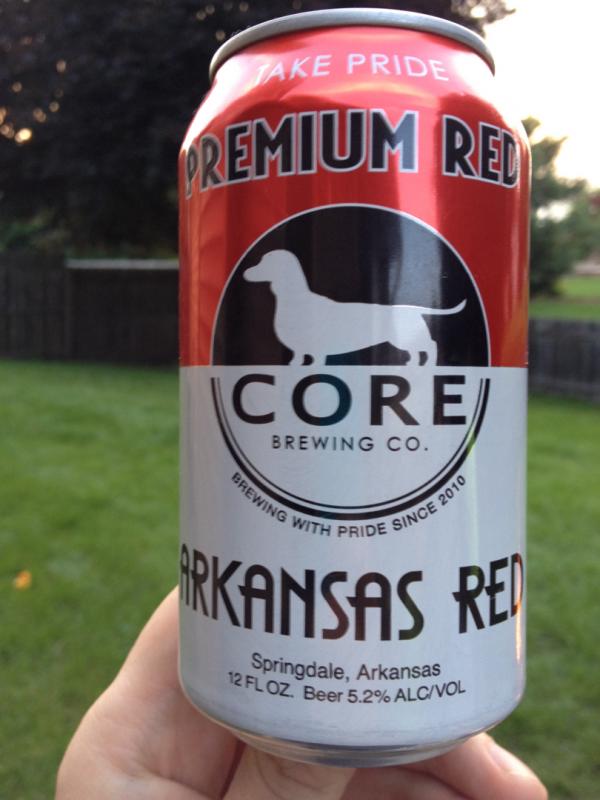 TAKE PRIDE
PREMIUM RED
CORE
BREWING CO.
BREWING WITH PRIDE SINCE 2010
ARKANSAS RED
Springdale, Arkansas
12 FL OZ. Beer 5.2% ALC/VOL